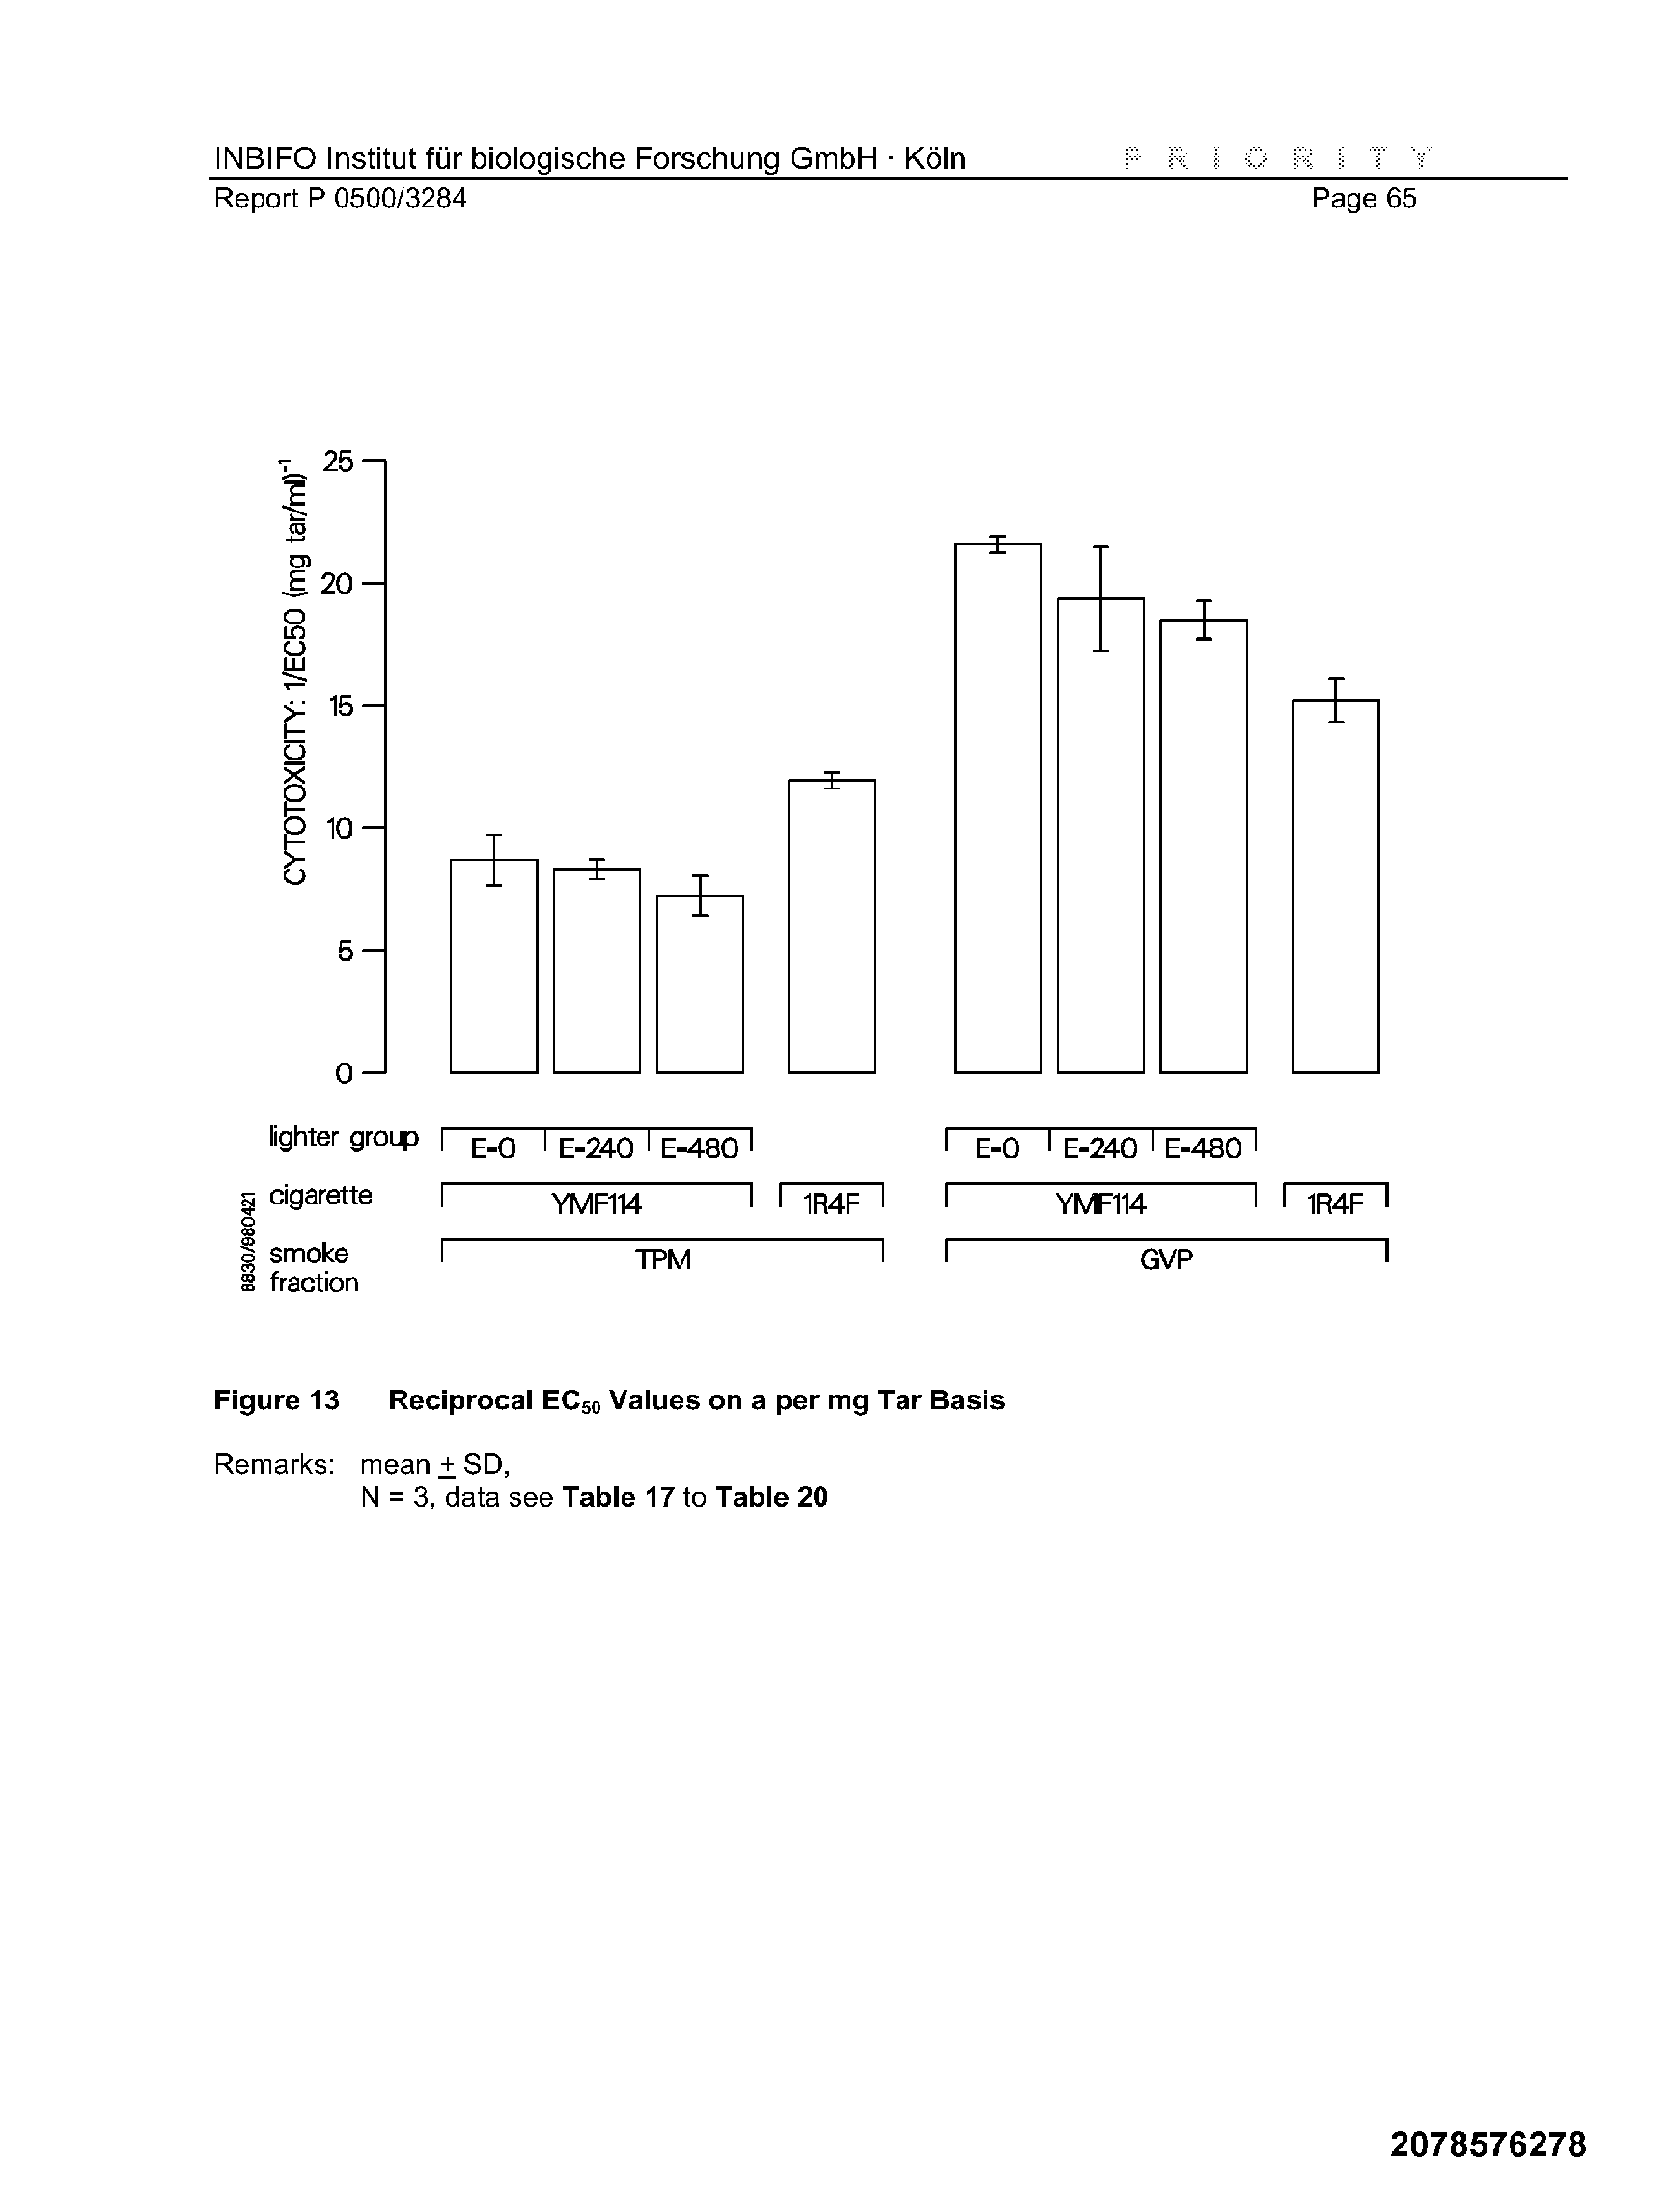 INBIFO Institut für biologische Forschung GmbH · Köln PRIORITY
Report P 0500/3284 Page 65
CYTOTOXICITY: 1/EC50 (mg tar/ml)⁻¹
25
20
15
10
5
0
lighter group E-0 E-240 E-480 E-0 E-240 E-480
cigarette YMF114 1R4F YMF114 1R4F
smoke fraction TPM GVP
8830/980421
Figure 13 Reciprocal EC₅₀ Values on a per mg Tar Basis
Remarks: mean ± SD,
N = 3, data see Table 17 to Table 20
2078576278